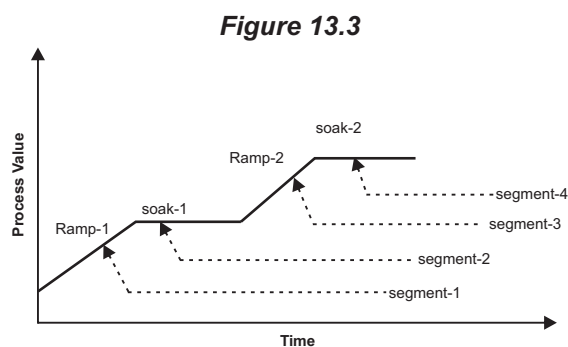 Figure 13.3
Process Value
soak-2
Ramp-2
soak-1
segment-4
Ramp-1
segment-3
segment-2
segment-1
Time